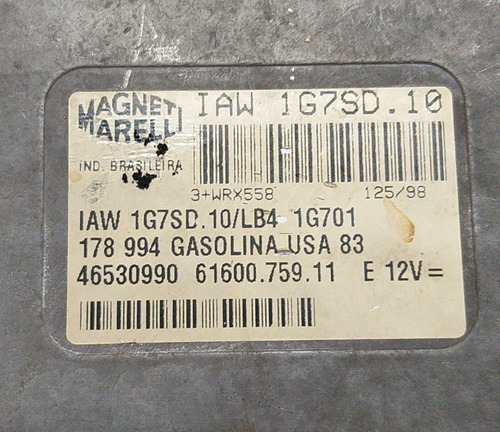 MAGNETI MARELLI
IAW 1G7SD.10
IND. BRASILEIRA
3+WRX558 125/98
IAW 1G7SD.10/LB4 1G701
178 994 GASOLINA USA 83
46530990 61600.759.11 E 12V=